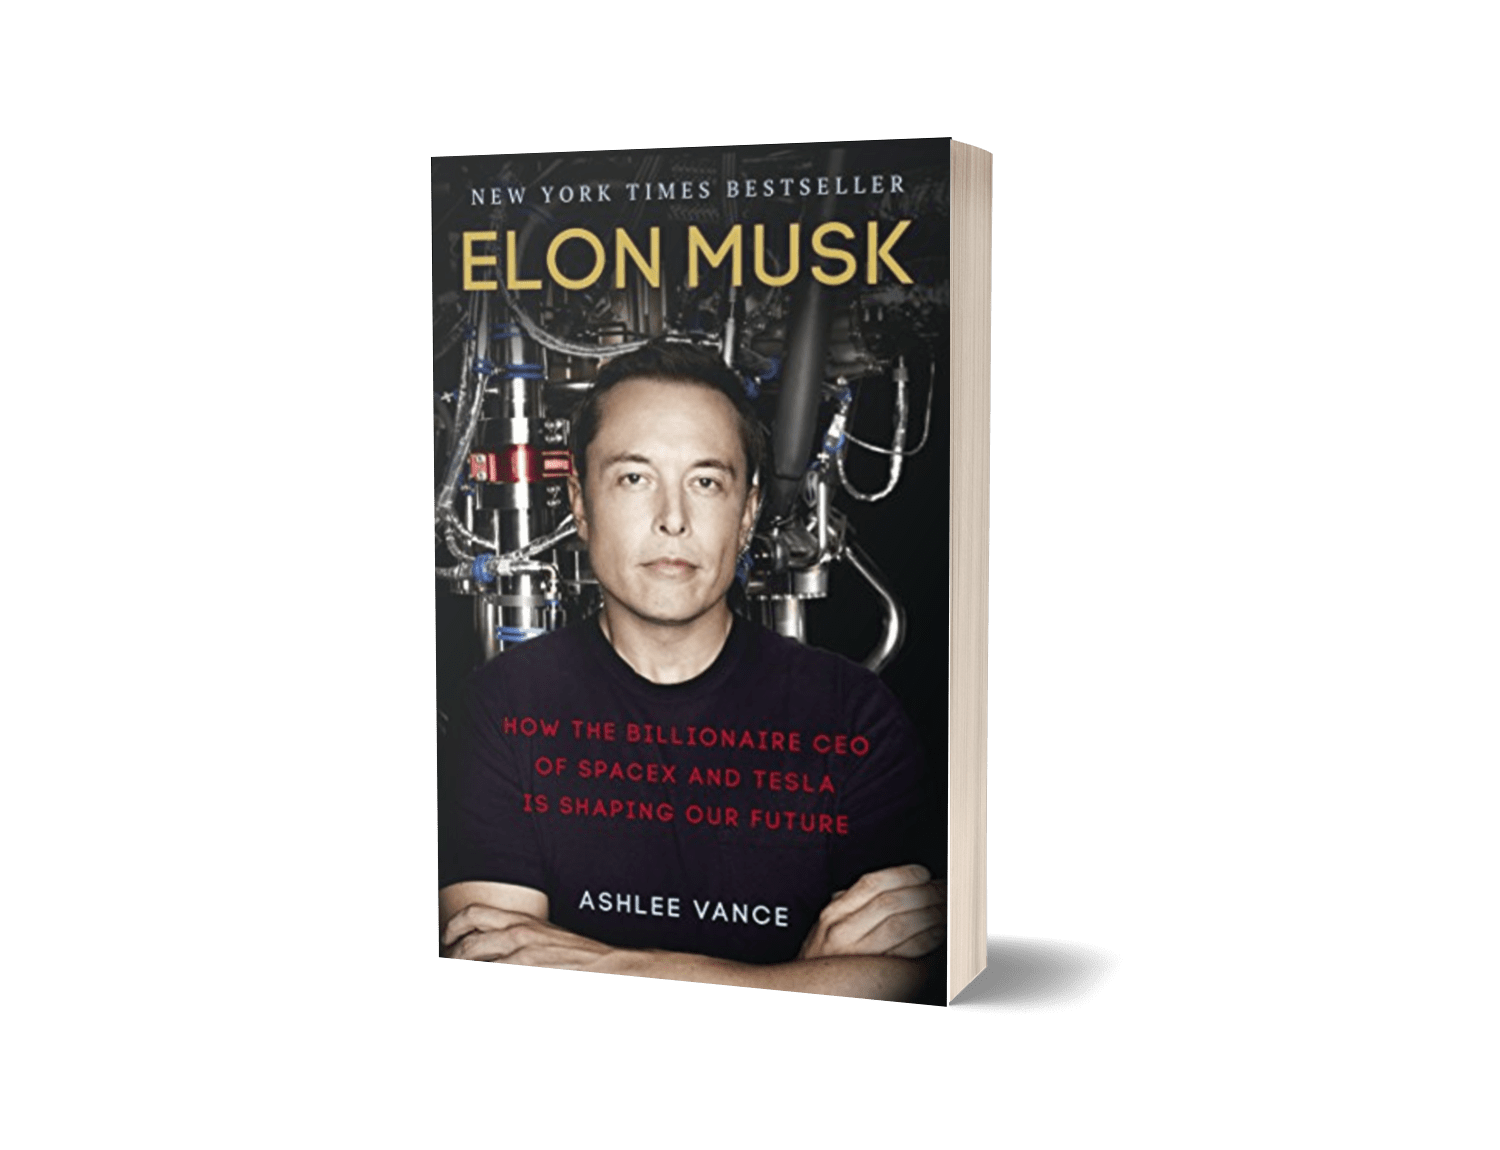 NEW YORK TIMES BESTSELLER
ELON MUSK
HOW THE BILLIONAIRE CEO
OF SPACEX AND TESLA
IS SHAPING OUR FUTURE
ASHLEE VANCE